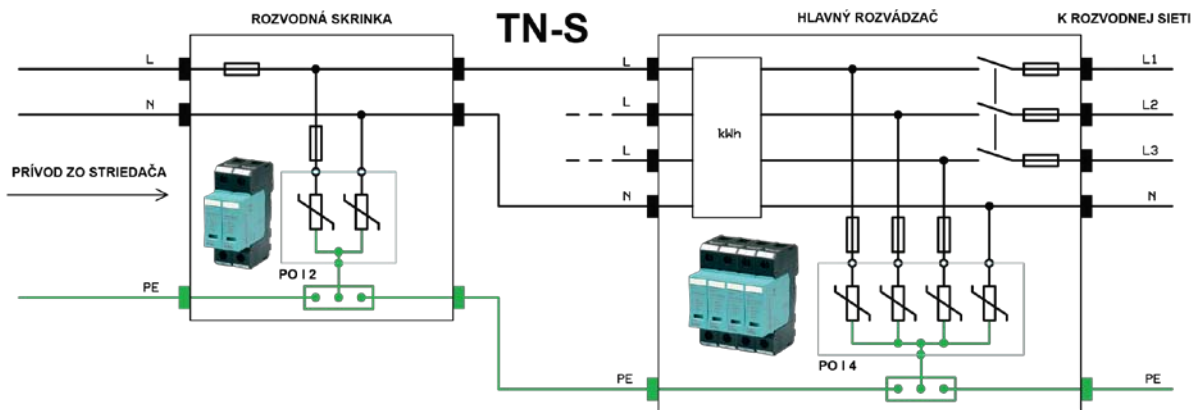 ROZVODNÁ SKRINKA
TN-S
HLAVNÝ ROZVÁDZAČ
K ROZVODNEJ SIETI
L
L
L1
N
L
L2
kWh
L
L3
PRÍVOD ZO STRIEDAČA
N
N
PO I 2
PE
PO I 4
PE
PE